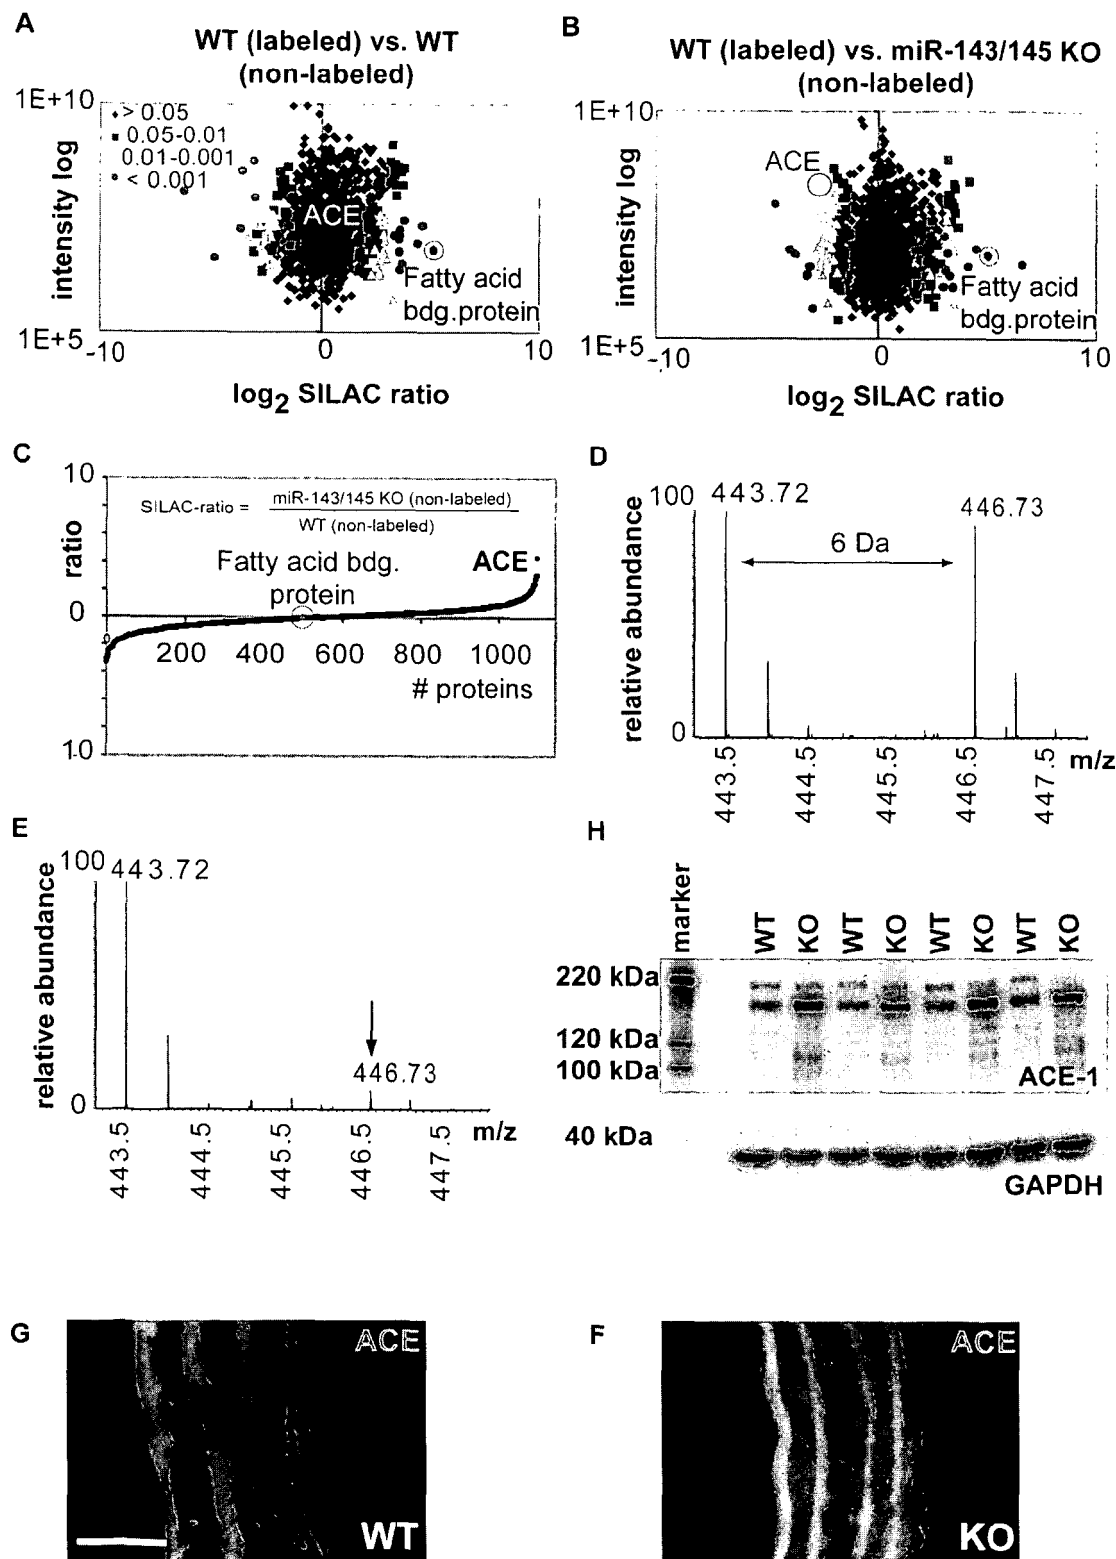 A
WT (labeled) vs. WT
(non-labeled)
1E+10
> 0.05
0.05-0.01
0.01-0.001
< 0.001
ACE
Fatty acid
bdg.protein
intensity log
1E+5
-10
0
10
log2 SILAC ratio
B
WT (labeled) vs. miR-143/145 KO
(non-labeled)
1E+10
ACE
Fatty acid
bdg.protein
intensity log
1E+5
-10
0
10
log2 SILAC ratio
C
10
SILAC-ratio = miR-143/145 KO (non-labeled)
WT (non-labeled)
Fatty acid bdg.
protein
ACE
ratio
0
0
200
400
600
800
1000
# proteins
10
D
100
443.72
446.73
6 Da
relative abundance
0
443.5
444.5
445.5
446.5
447.5
m/z
E
100
443.72
446.73
relative abundance
0
443.5
444.5
445.5
446.5
447.5
m/z
H
marker
WT
KO
WT
KO
WT
KO
WT
KO
220 kDa
120 kDa
100 kDa
ACE-1
40 kDa
GAPDH
G
ACE
WT
F
ACE
KO